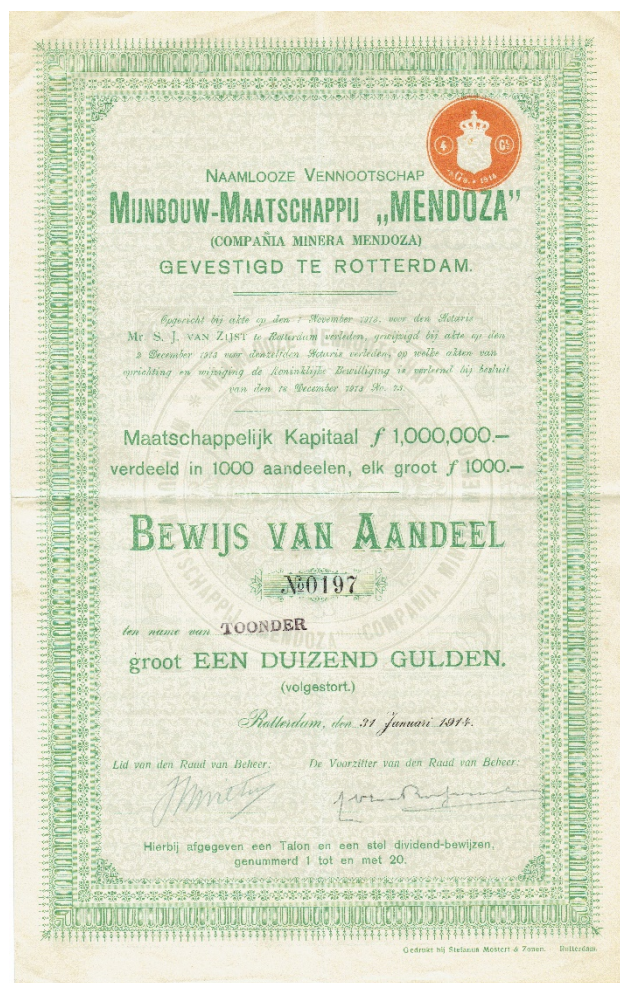 4 Gs
NAAMLOOZE VENNOOTSCHAP
MIJNBOUW-MAATSCHAPPIJ „MENDOZA"
(COMPAÑIA MINERA MENDOZA)
GEVESTIGD TE ROTTERDAM.
Opgericht bij akte op den November 1913, voor den Notaris
Mr S. J. VAN ZIJST te Rotterdam verleden, gewijzigd bij akte op den
2 December 1913 voor denzelfden Notaris verleden, op welke akten van
oprichting en wijziging de Koninklijke Bewilliging is verleend bij besluit
van den 18 December 1913 No. 23.
Maatschappelijk Kapitaal ƒ 1,000,000.—
verdeeld in 1000 aandeelen, elk groot ƒ 1000.—
BEWIJS VAN AANDEEL
No 0197
ten name van TOONDER
groot EEN DUIZEND GULDEN.
(volgestort.)
Rotterdam, den 31 Januari 1914.
Lid van den Raad van Beheer: De Voorzitter van den Raad van Beheer:
Hierbij afgegeven een Talon en een stel dividend-bewijzen,
genummerd 1 tot en met 20.
Gedrukt bij Stefanus Mostert & Zonen. Rotterdam.